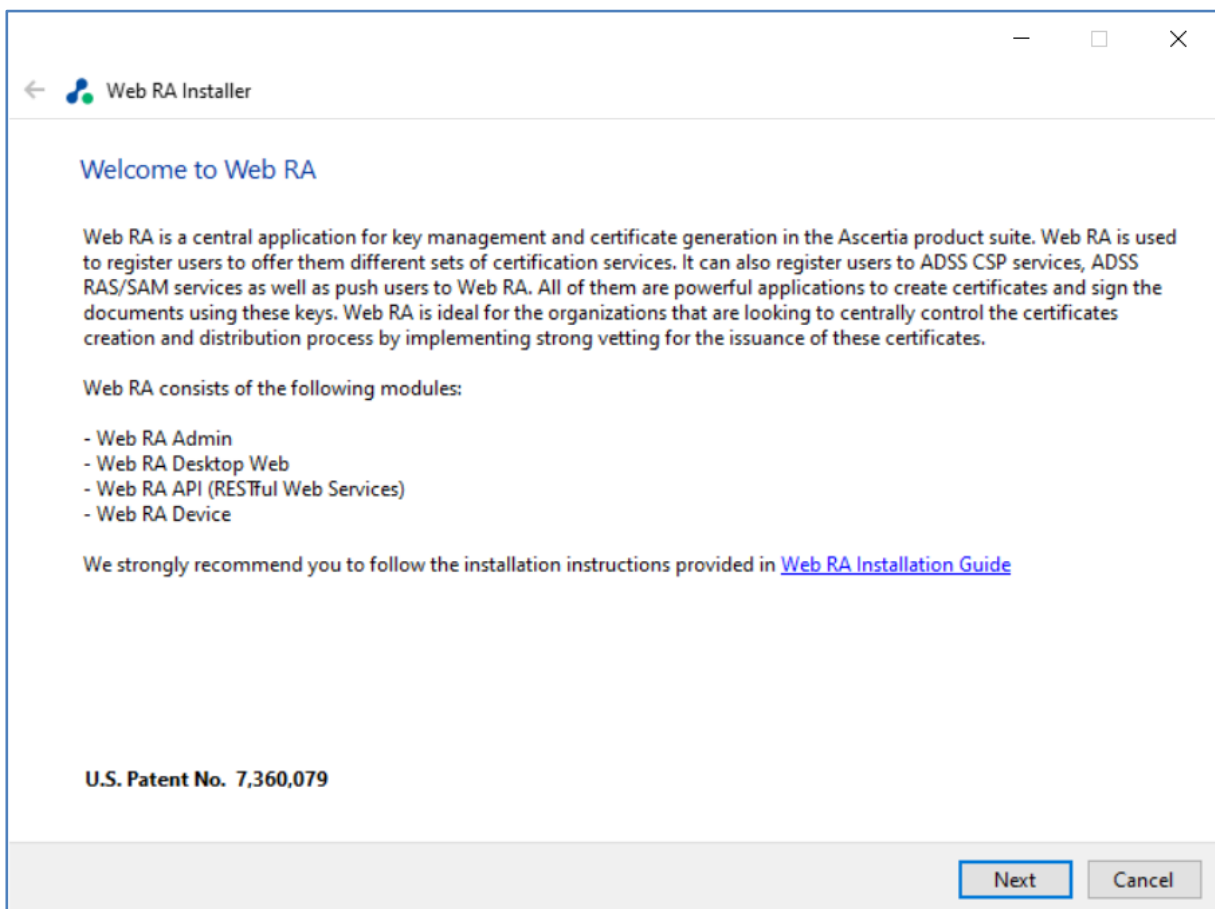 Web RA Installer
Welcome to Web RA
Web RA is a central application for key management and certificate generation in the Ascertia product suite. Web RA is used
to register users to offer them different sets of certification services. It can also register users to ADSS CSP services, ADSS
RAS/SAM services as well as push users to Web RA. All of them are powerful applications to create certificates and sign the
documents using these keys. Web RA is ideal for the organizations that are looking to centrally control the certificates
creation and distribution process by implementing strong vetting for the issuance of these certificates.
Web RA consists of the following modules:
- Web RA Admin
- Web RA Desktop Web
- Web RA API (RESTful Web Services)
- Web RA Device
We strongly recommend you to follow the installation instructions provided in Web RA Installation Guide
U.S. Patent No. 7,360,079
Next Cancel